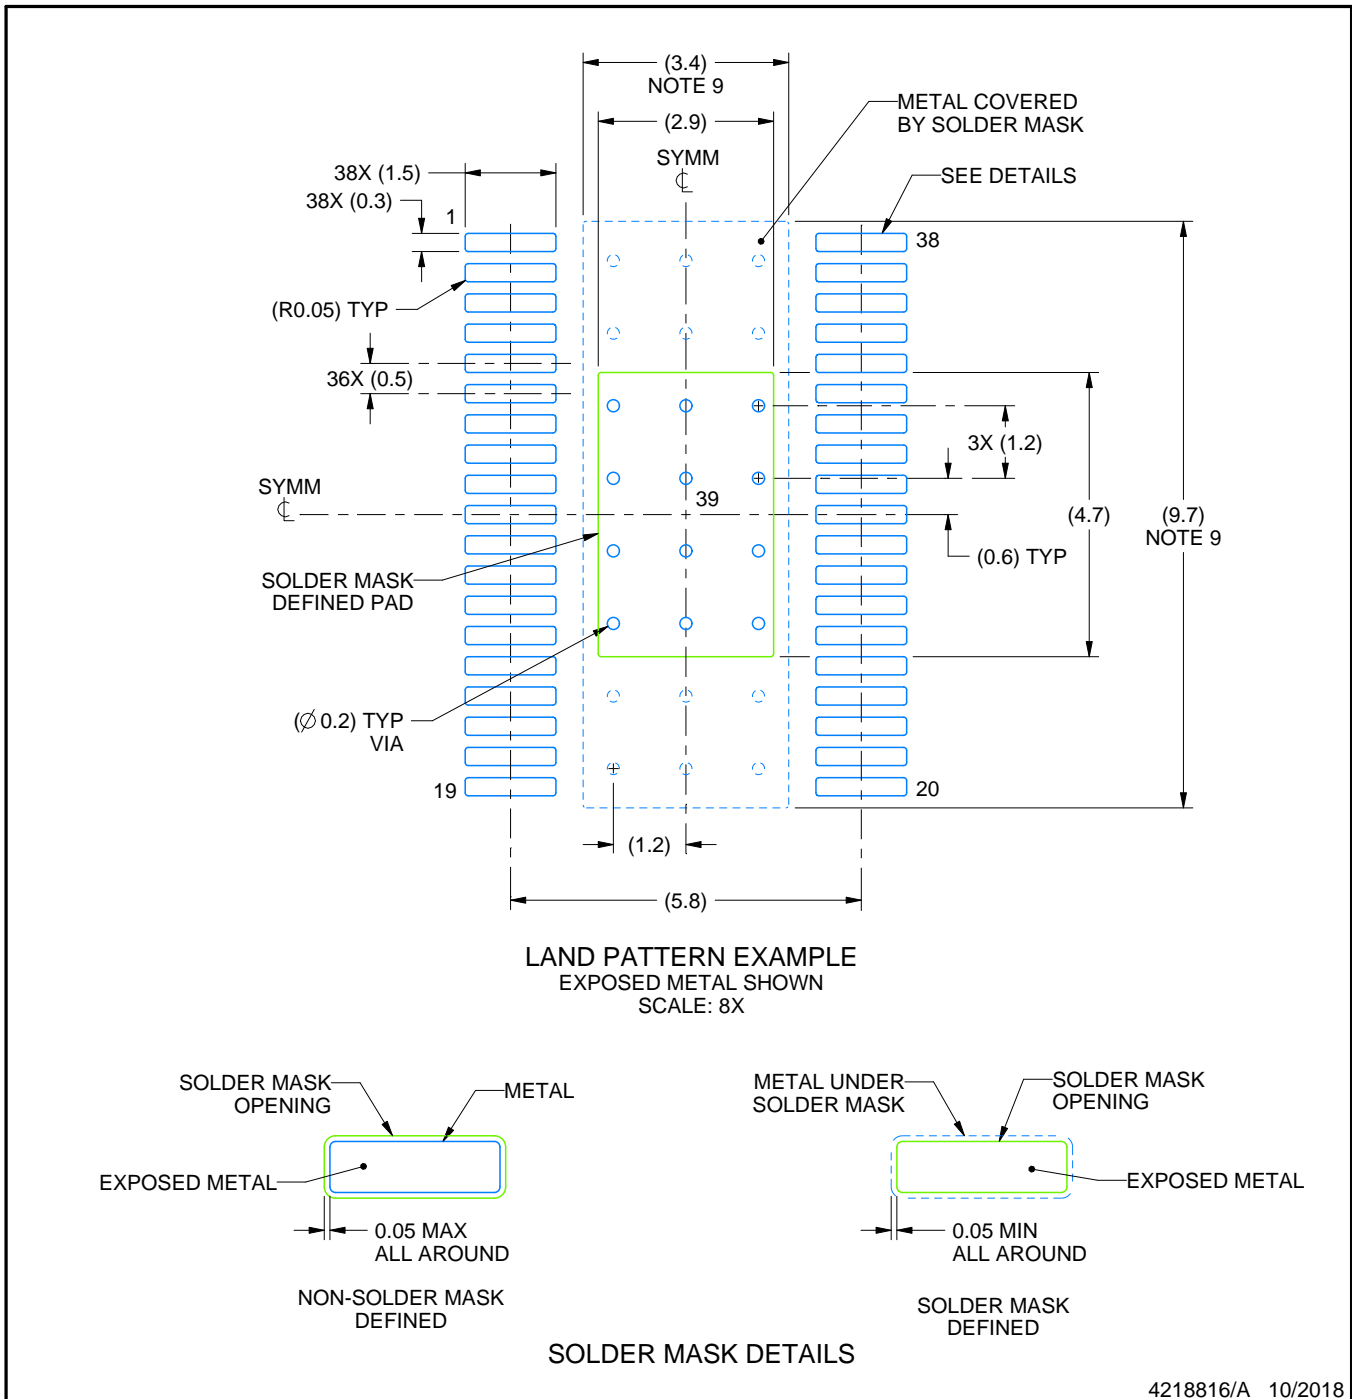 (3.4)
NOTE 9
METAL COVERED
BY SOLDER MASK
(2.9)
SYMM
℄
38X (1.5)
SEE DETAILS
38X (0.3)
1
38
(R0.05) TYP
36X (0.5)
3X (1.2)
SYMM
℄
39
(4.7)
(9.7)
NOTE 9
(0.6) TYP
SOLDER MASK
DEFINED PAD
(∅ 0.2) TYP
VIA
19
20
(1.2)
(5.8)
LAND PATTERN EXAMPLE
EXPOSED METAL SHOWN
SCALE: 8X
SOLDER MASK
OPENING
METAL
EXPOSED METAL
0.05 MAX
ALL AROUND
NON-SOLDER MASK
DEFINED
METAL UNDER
SOLDER MASK
SOLDER MASK
OPENING
EXPOSED METAL
0.05 MIN
ALL AROUND
SOLDER MASK
DEFINED
SOLDER MASK DETAILS
4218816/A 10/2018